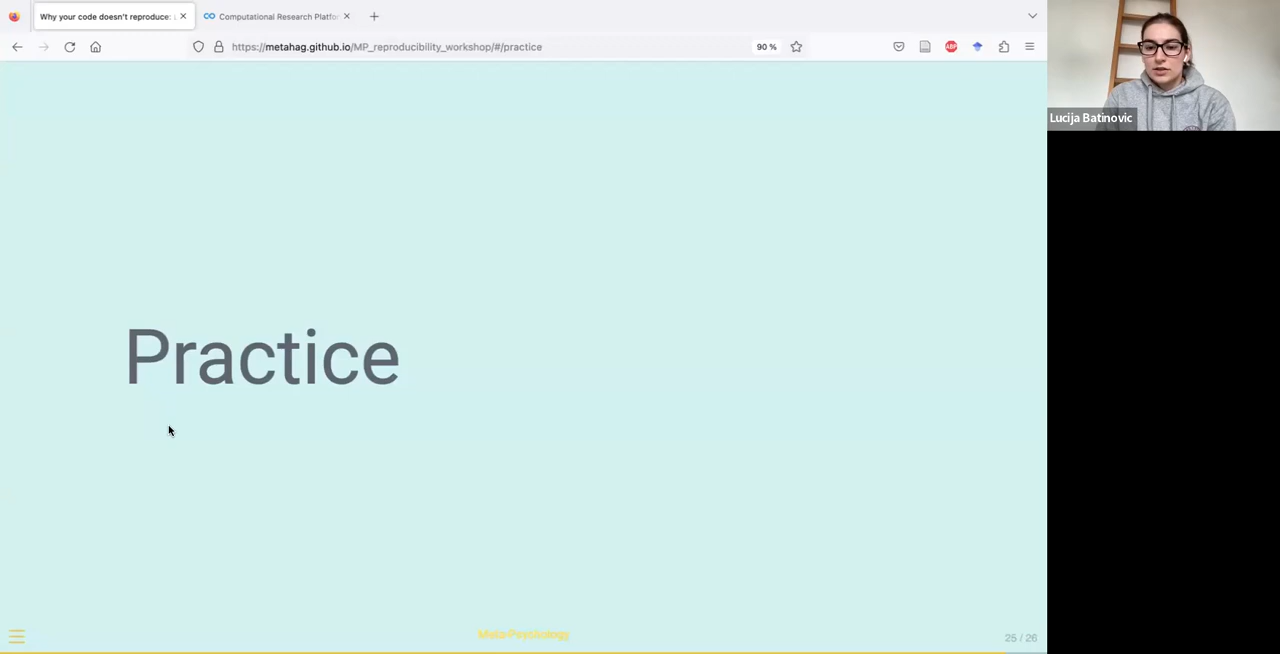 Why your code doesn't reproduce:
Computational Research Platfo
https://metahag.github.io/MP_reproducibility_workshop/#/practice
90 %
ABP
Lucija Batinovic
Practice
Meta-Psychology
25 / 26